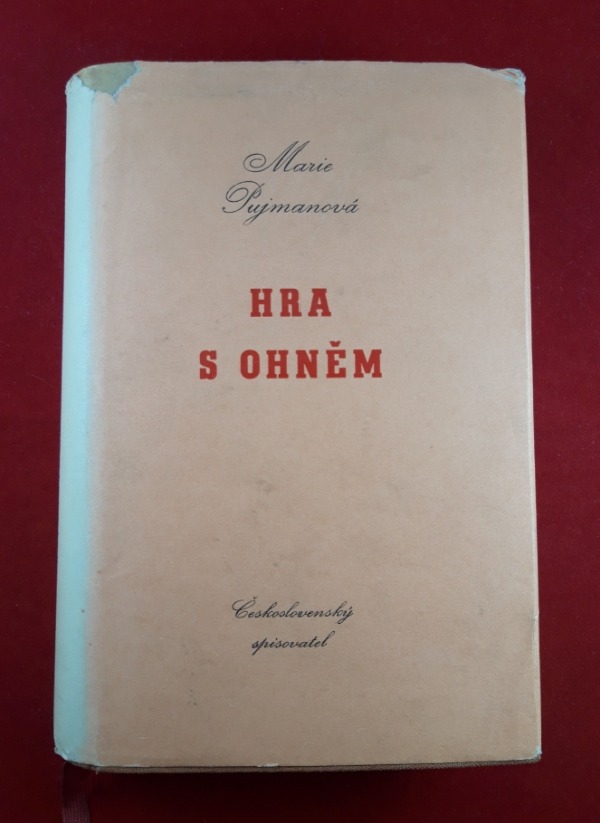 Marie
Pujmanová
HRA
S OHNĚM
Československý
spisovatel